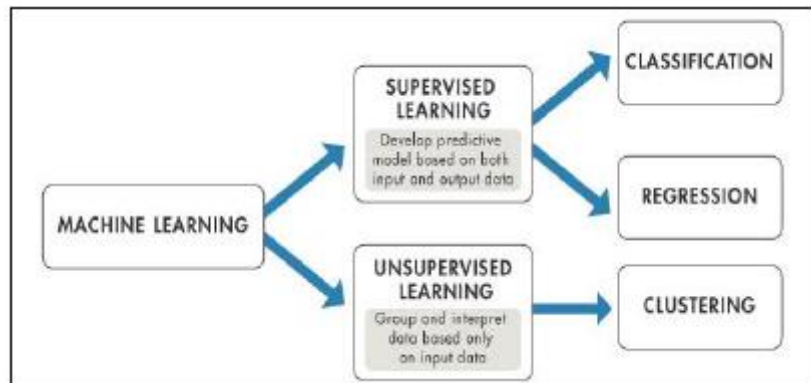 MACHINE LEARNING
SUPERVISED
LEARNING
Develop predictive
model based on both
input and output data
UNSUPERVISED
LEARNING
Group and interpret
data based only
on input data
CLASSIFICATION
REGRESSION
CLUSTERING